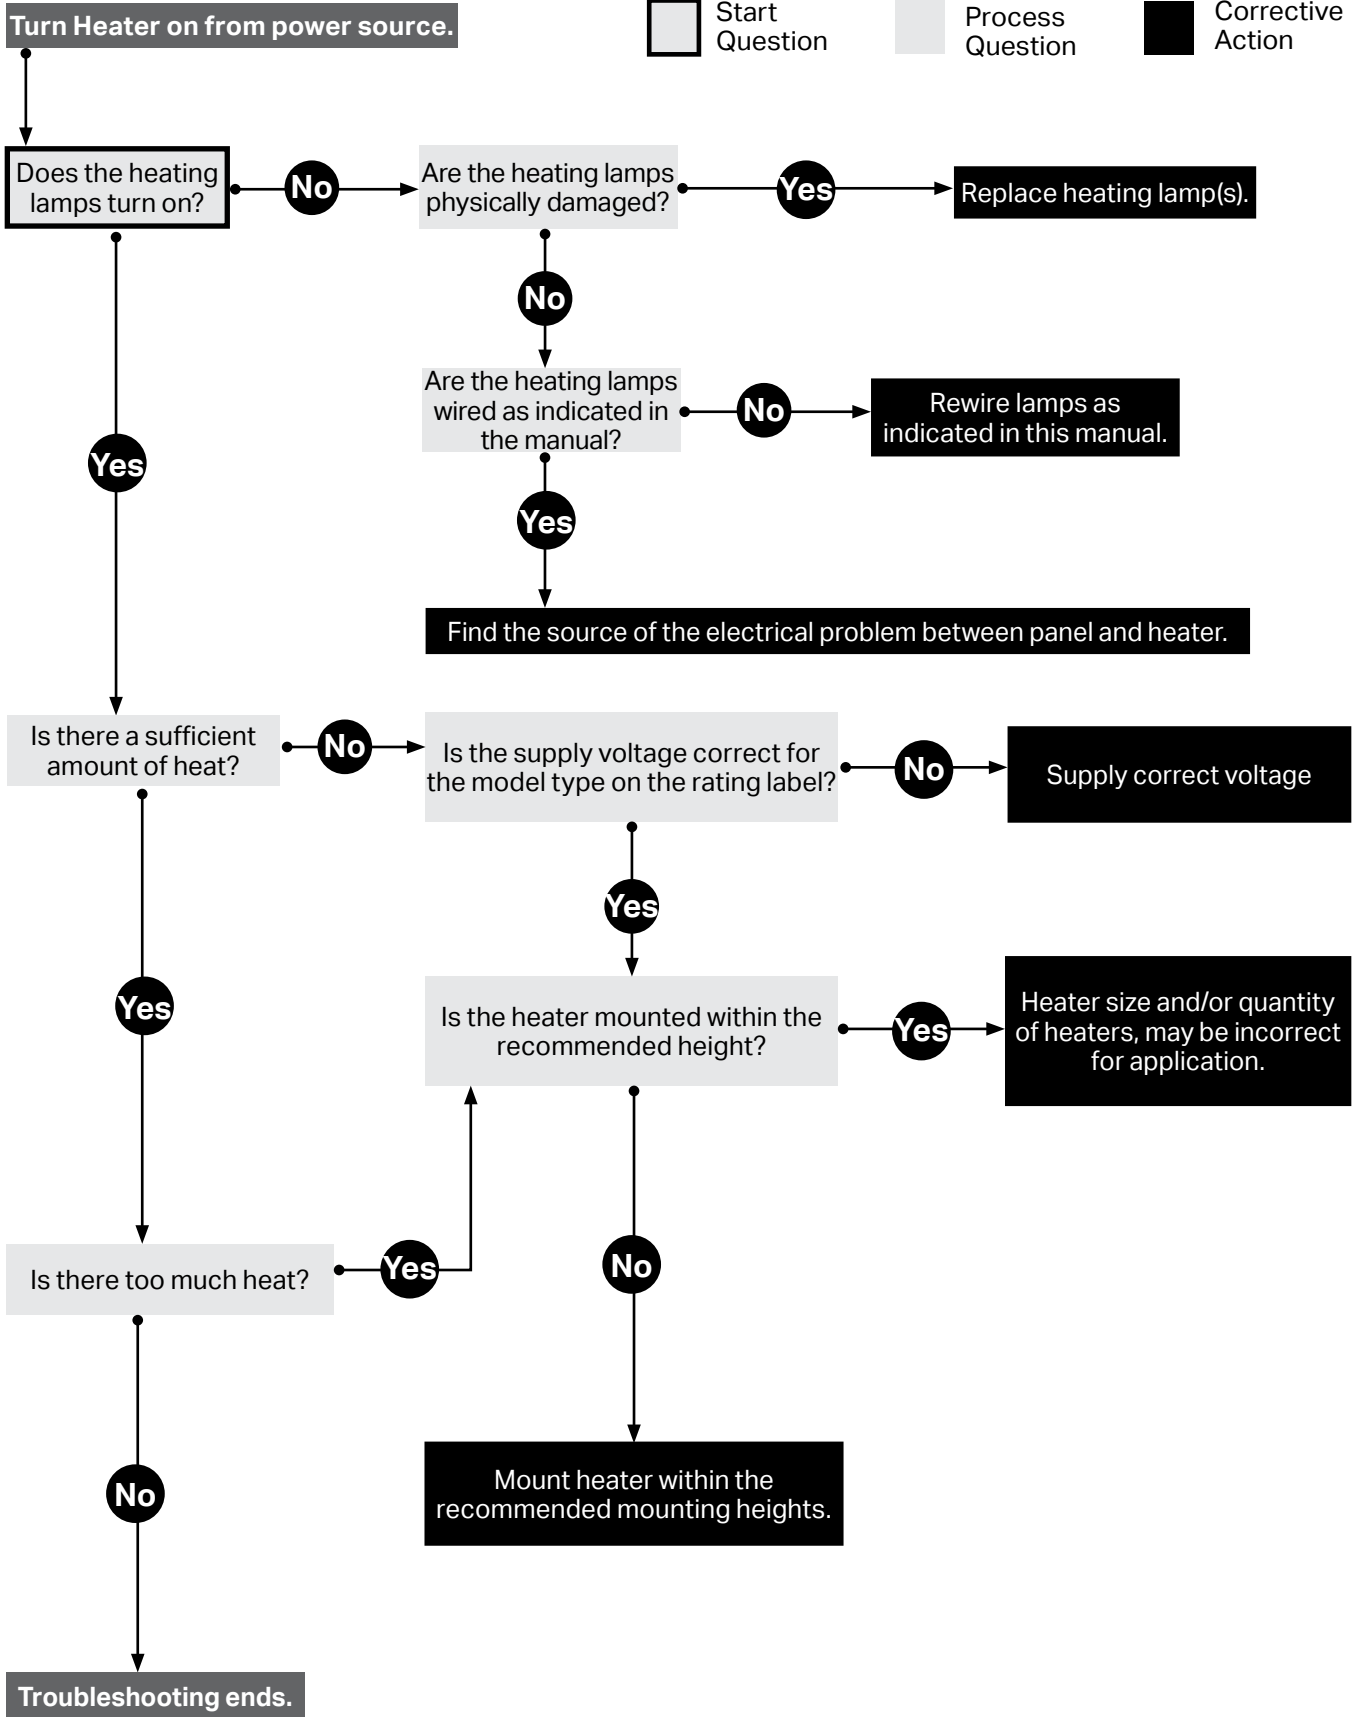 Turn Heater on from power source.
Start
Question
Process
Question
Corrective
Action
Does the heating
lamps turn on?
No
Are the heating lamps
physically damaged?
Yes
Replace heating lamp(s).
No
Are the heating lamps
wired as indicated in
the manual?
No
Rewire lamps as
indicated in this manual.
Yes
Yes
Find the source of the electrical problem between panel and heater.
Is there a sufficient
amount of heat?
No
Is the supply voltage correct for
the model type on the rating label?
No
Supply correct voltage
Yes
Yes
Is the heater mounted within the
recommended height?
Yes
Heater size and/or quantity
of heaters, may be incorrect
for application.
Is there too much heat?
Yes
No
No
Mount heater within the
recommended mounting heights.
Troubleshooting ends.